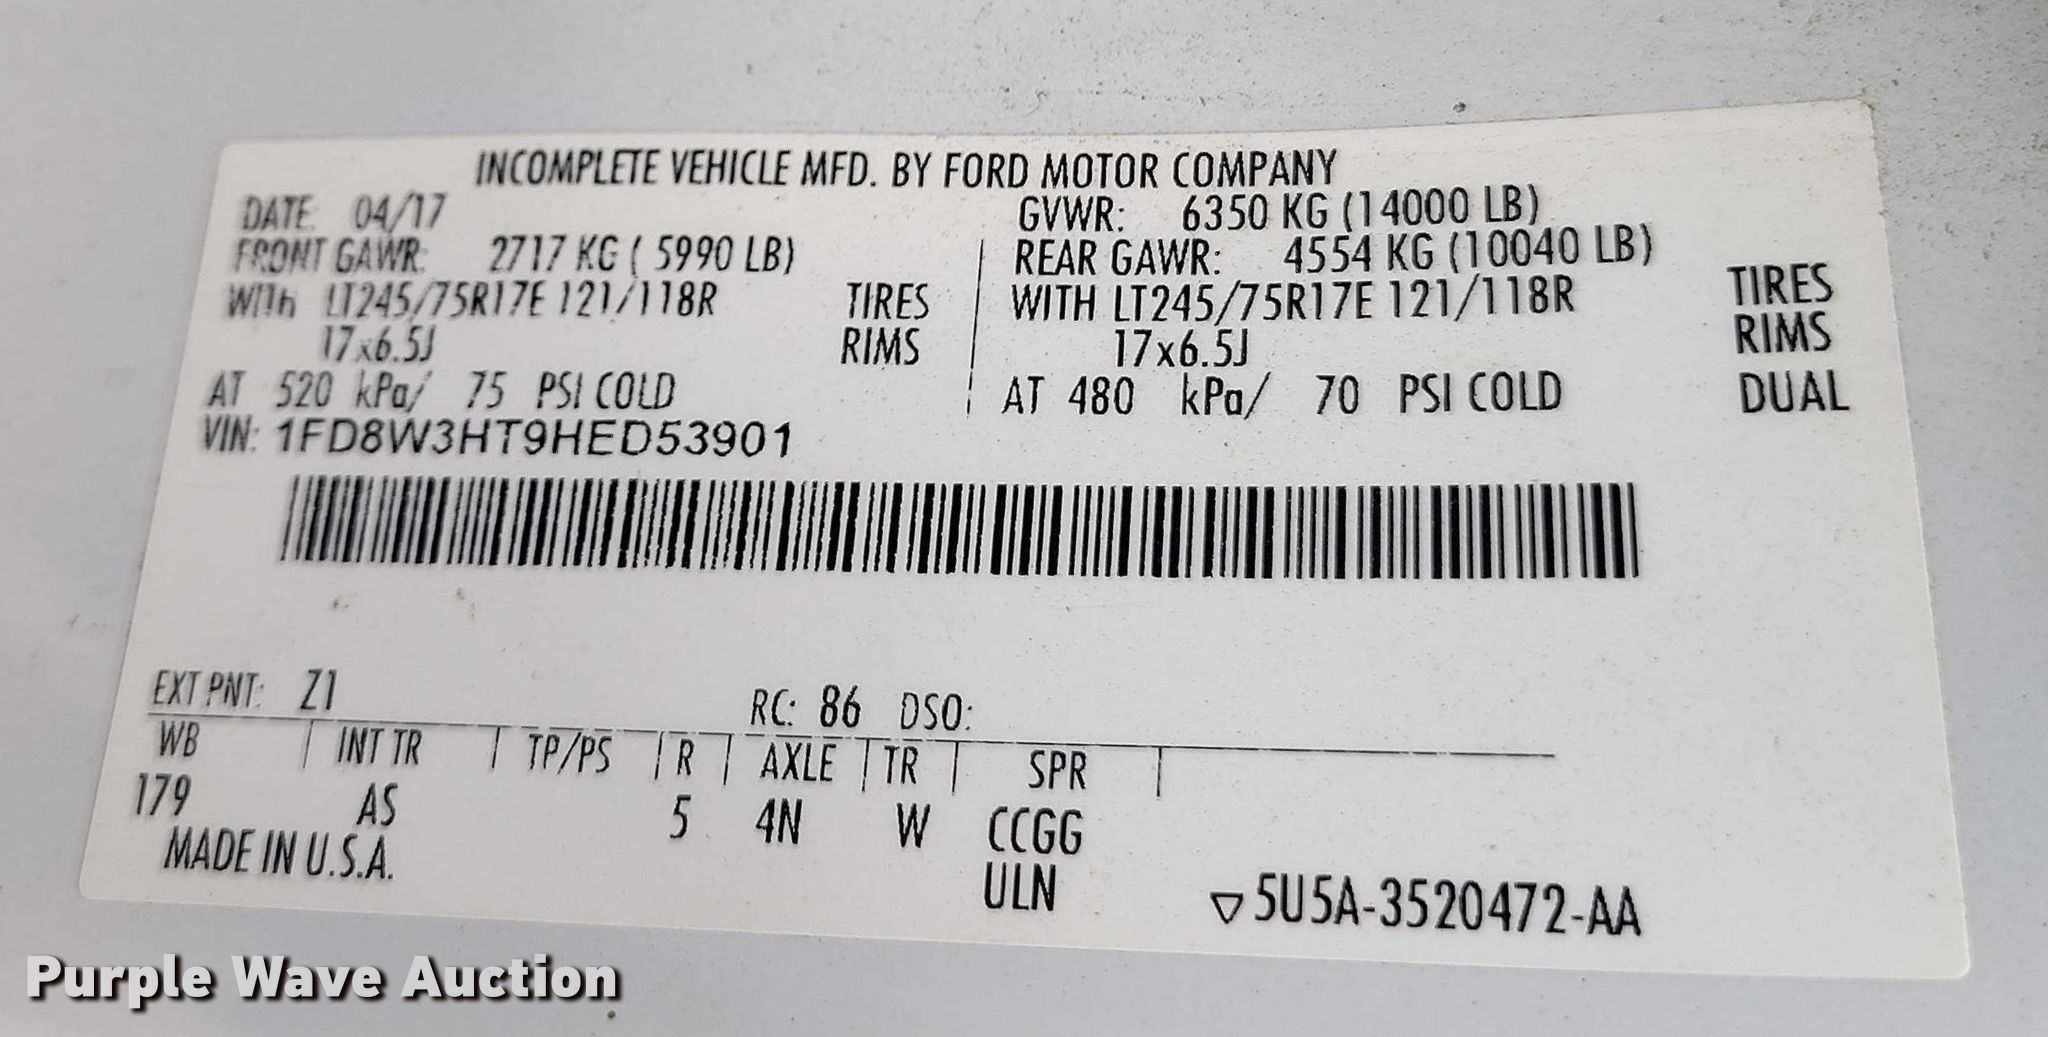 INCOMPLETE VEHICLE MFD. BY FORD MOTOR COMPANY
DATE: 04/17 GVWR: 6350 KG (14000 LB)
FRONT GAWR: 2717 KG ( 5990 LB) REAR GAWR: 4554 KG (10040 LB)
WITH LT245/75R17E 121/118R TIRES WITH LT245/75R17E 121/118R TIRES
17x6.5J RIMS 17x6.5J RIMS
AT 520 kPa/ 75 PSI COLD AT 480 kPa/ 70 PSI COLD DUAL
VIN: 1FD8W3HT9HED53901
EXT PNT: Z1 RC: 86 DSO:
WB | INT TR | TP/PS | R | AXLE | TR | SPR |
179 AS 5 4N W CCGG
MADE IN U.S.A. ULN ▽5U5A-3520472-AA
Purple Wave Auction